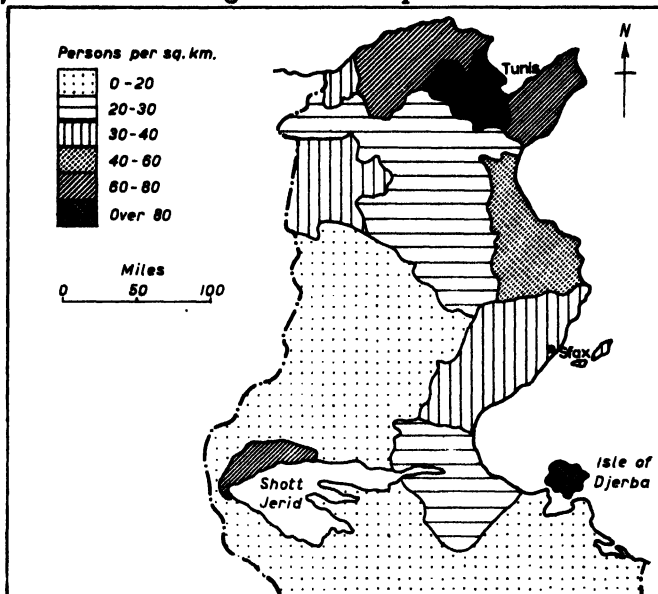 Persons per sq. km.
0-20
20-30
30-40
40-60
60-80
Over 80
Miles
0 50 100
N
Tunis
Sfax
Isle of
Djerba
Shott
Jerid